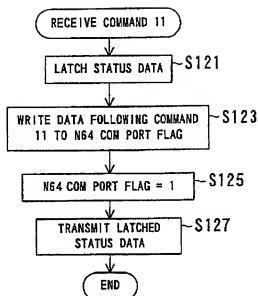 RECEIVE COMMAND 11
LATCH STATUS DATA
S121
WRITE DATA FOLLOWING COMMAND
11 TO N64 COM PORT FLAG
S123
N64 COM PORT FLAG = 1
S125
TRANSMIT LATCHED
STATUS DATA
S127
END